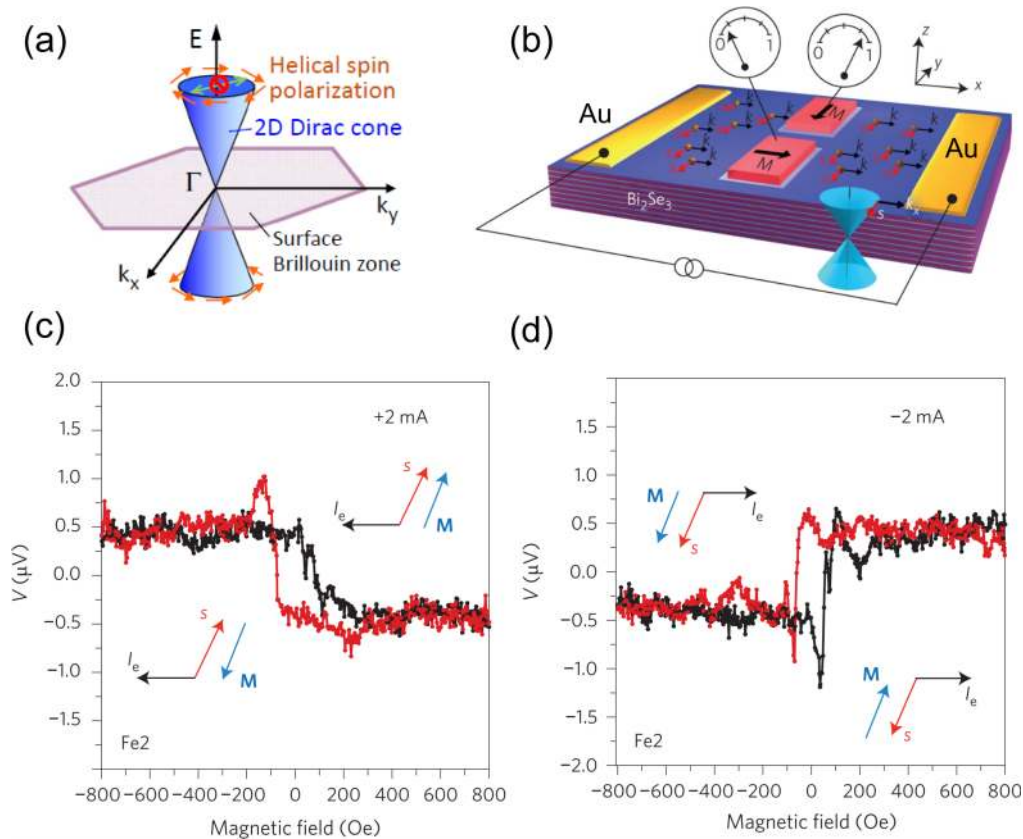 (a)
E
Helical spin
polarization
2D Dirac cone
Γ
k_y
k_x
Surface
Brillouin zone
(b)
0 1
0 1
z
y
x
Au
M
M
k k k k k k k k k k
Au
Bi₂Se₃
s
k_x
(c)
2.0
1.5
1.0
0.5
0.0
−0.5
−1.0
−1.5
V (μV)
+2 mA
s
I_e
M
s
I_e
M
Fe2
−800 −600 −400 −200 0 200 400 600 800
Magnetic field (Oe)
(d)
1.5
1.0
0.5
0.0
−0.5
−1.0
−1.5
−2.0
V (μV)
−2 mA
M
I_e
s
M
I_e
s
Fe2
−800 −600 −400 −200 0 200 400 600 800
Magnetic field (Oe)